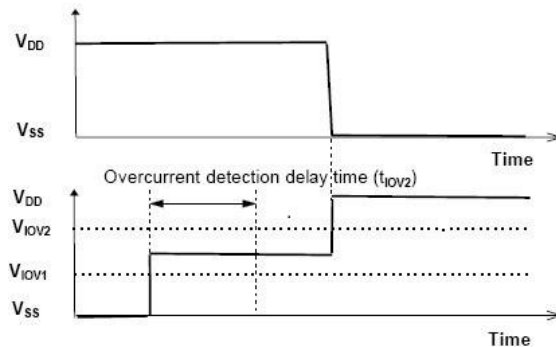 VDD
VSS
Time
Overcurrent detection delay time (tIOV2)
VDD
VIOV2
VIOV1
VSS
Time